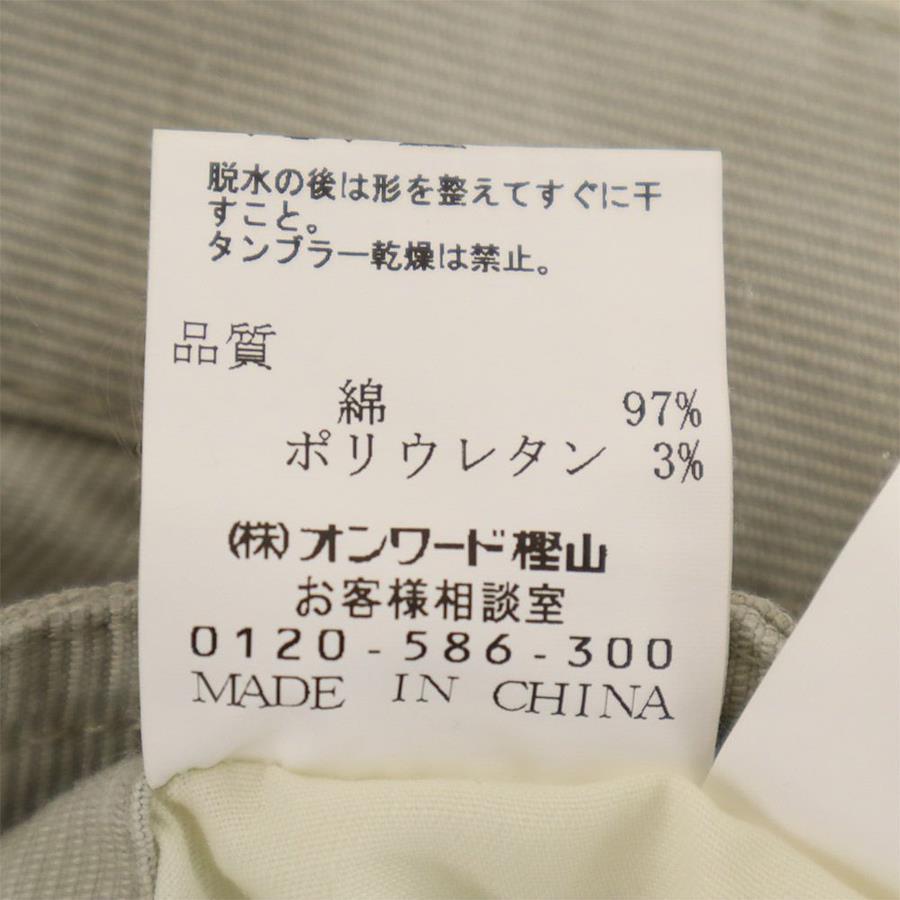 脱水の後は形を整えてすぐに干
すこと。
タンブラー乾燥は禁止。
品質
綿 97%
ポリウレタン 3%
(株)オンワード樫山
お客様相談室
0120-586-300
MADE IN CHINA